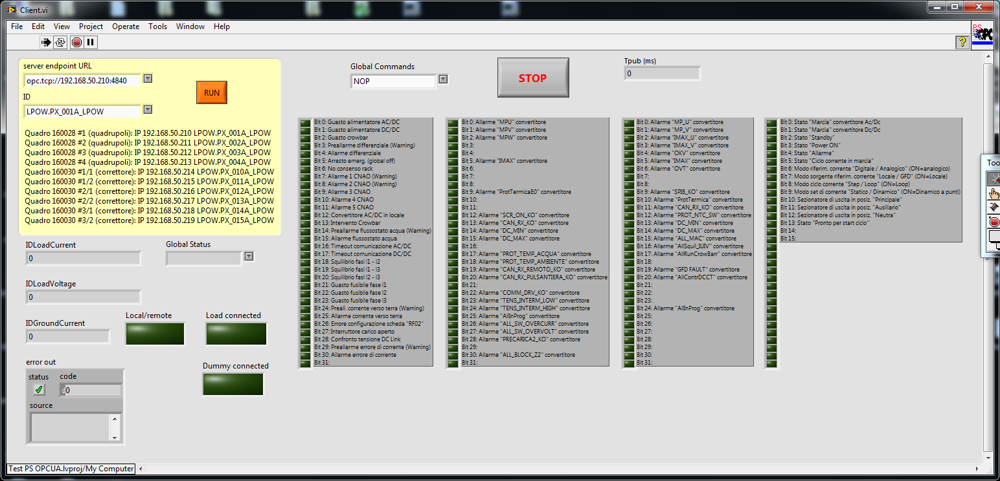 Client.vi
File Edit View Project Operate Tools Window Help
PS
OPC
?
server endpoint URL
opc.tcp://192.168.50.210:4840
ID
LPOW.PX_001A_LPOW
RUN
Quadro 160028 #1 (quadrupoli): IP 192.168.50.210 LPOW.PX_001A_LPOW
Quadro 160028 #2 (quadrupoli): IP 192.168.50.211 LPOW.PX_002A_LPOW
Quadro 160028 #3 (quadrupoli): IP 192.168.50.212 LPOW.PX_003A_LPOW
Quadro 160028 #4 (quadrupoli): IP 192.168.50.213 LPOW.PX_004A_LPOW
Quadro 160030 #1/1 (correttore): IP 192.168.50.214 LPOW.PX_010A_LPOW
Quadro 160030 #1/2 (correttore): IP 192.168.50.215 LPOW.PX_011A_LPOW
Quadro 160030 #2/1 (correttore): IP 192.168.50.216 LPOW.PX_012A_LPOW
Quadro 160030 #2/2 (correttore): IP 192.168.50.217 LPOW.PX_013A_LPOW
Quadro 160030 #3/1 (correttore): IP 192.168.50.218 LPOW.PX_014A_LPOW
Quadro 160030 #3/2 (correttore): IP 192.168.50.219 LPOW.PX_015A_LPOW
Global Commands
NOP
STOP
Tpub (ms)
0
IDLoadCurrent
0
Global Status
IDLoadVoltage
0
IDGroundCurrent
0
Local/remote
Load connected
Dummy connected
error out
status
code
d0
source
Bit 0: Guasto alimentatore AC/DC
Bit 1: Guasto alimentatore DC/DC
Bit 2: Guasto crowbar
Bit 3: Preallarme differenziale (Warning)
Bit 4: Allarme differenziale
Bit 5: Arresto emerg. (global off)
Bit 6: No consenso rack
Bit 7: Allarme 1 CNAO (Warning)
Bit 8: Allarme 2 CNAO (Warning)
Bit 9: Allarme 3 CNAO
Bit 10: Allarme 4 CNAO
Bit 11: Allarme 5 CNAO
Bit 12: Convertitore AC/DC in locale
Bit 13: Intervento Crowbar
Bit 14: Preallarme flussostato acqua (Warning)
Bit 15: Allarme flussostato acqua
Bit 16: Timeout comunicazione AC/DC
Bit 17: Timeout comunicazione DC/DC
Bit 18: Squilibrio fasi I1 - I2
Bit 19: Squilibrio fasi I1 - I3
Bit 20: Squilibrio fasi I2 - I3
Bit 21: Guasto fusibile fase I1
Bit 22: Guasto fusibile fase I2
Bit 23: Guasto fusibile fase I3
Bit 24: Preall. corrente verso terra (Warning)
Bit 25: Allarme corrente verso terra
Bit 26: Errore configurazione scheda "RF02"
Bit 27: Interruttore carico aperto
Bit 28: Confronto tensione DC Link
Bit 29: Preallarme errore di corrente (Warning)
Bit 30: Allarme errore di corrente
Bit 31:
Bit 0: Allarme "MPU" convertitore
Bit 1: Allarme "MPV" convertitore
Bit 2: Allarme "MPW" convertitore
Bit 3:
Bit 4:
Bit 5: Allarme "IMAX" convertitore
Bit 6:
Bit 7:
Bit 8:
Bit 9: Allarme "ProtTermicaE0" convertitore
Bit 10:
Bit 11:
Bit 12: Allarme "SCR_ON_KO" convertitore
Bit 13: Allarme "CAN_RX_KO" convertitore
Bit 14: Allarme "DC_MIN" convertitore
Bit 15: Allarme "DC_MAX" convertitore
Bit 16:
Bit 17: Allarme "PROT_TEMP_ACQUA" convertitore
Bit 18: Allarme "PROT_TEMP_AMBIENTE" convertitore
Bit 19: Allarme "CAN_RX_REMOTO_KO" convertitore
Bit 20: Allarme "CAN_RX_PULSANTIERA_KO" convertitore
Bit 21:
Bit 22: Allarme "COMM_DRV_KO" convertitore
Bit 23: Allarme "TENS_INTERM_LOW" convertitore
Bit 24: Allarme "TENS_INTERM_HIGH" convertitore
Bit 25: Allarme "AllInProg" convertitore
Bit 26: Allarme "ALL_SW_OVERCURR" convertitore
Bit 27: Allarme "ALL_SW_OVERVOLT" convertitore
Bit 28: Allarme "PRECARICA2_KO" convertitore
Bit 29:
Bit 30: Allarme "ALL_BLOCK_Z2" convertitore
Bit 31:
Bit 0: Allarme "MP_U" convertitore
Bit 1: Allarme "MP_V" convertitore
Bit 2: Allarme "IMAX_U" convertitore
Bit 3: Allarme "IMAX_V" convertitore
Bit 4: Allarme "OKV" convertitore
Bit 5: Allarme "IMAX" convertitore
Bit 6: Allarme "OVT" convertitore
Bit 7:
Bit 8:
Bit 9: Allarme "SPIB_KO" convertitore
Bit 10: Allarme "ProtTermica" convertitore
Bit 11: Allarme "CAN_RX_KO" convertitore
Bit 12: Allarme "PROT_NTC_SW" convertitore
Bit 13: Allarme "DC_MIN" convertitore
Bit 14: Allarme "DC_MAX" convertitore
Bit 15: Allarme "ALL_MAC" convertitore
Bit 16: Allarme "AllSquil_IUIV" convertitore
Bit 17: Allarme "AllRunCrowBarr" convertitore
Bit 18:
Bit 19: Allarme "GFD FAULT" convertitore
Bit 20: Allarme "AllContrDCCT" convertitore
Bit 21:
Bit 22:
Bit 23:
Bit 24: Allarme "AllInProg" convertitore
Bit 25:
Bit 26:
Bit 27:
Bit 28:
Bit 29:
Bit 30:
Bit 31:
Bit 0: Stato "Marcia" convertitore Ac/Dc
Bit 1: Stato "Marcia" convertitore Dc/Dc
Bit 2: Stato "Standby"
Bit 3: Stato "Power ON"
Bit 4: Stato "Allarme"
Bit 5: Stato "Ciclo corrente in marcia"
Bit 6: Modo riferim. corrente "Digitale / Analogico" (ON=analogico)
Bit 7: Modo sorgente riferim. corrente "Locale / GFD" (ON=Locale)
Bit 8: Modo ciclo corrente "Step / Loop" (ON=Loop)
Bit 9: Modo set di corrente "Statico / Dinamico" (ON=Dinamico a punti)
Bit 10: Sezionatore di uscita in posiz. "Principale"
Bit 11: Sezionatore di uscita in posiz. "Ausiliario"
Bit 12: Sezionatore di uscita in posiz. "Neutra"
Bit 13: Stato "Pronto per start ciclo"
Bit 14:
Bit 15:
Too
Test PS OPCUA.lvproj/My Computer